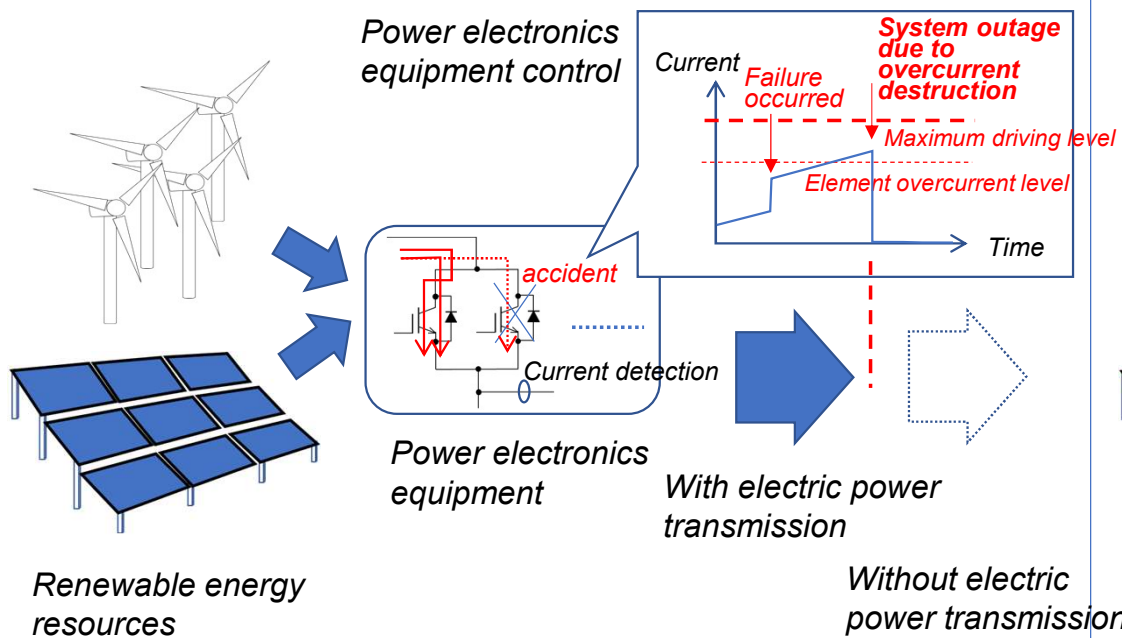 Power electronics
equipment control
System outage
due to
overcurrent
destruction
Current
Failure
occurred
Maximum driving level
Element overcurrent level
Time
accident
Current detection
Power electronics
equipment
With electric power
transmission
Renewable energy
resources
Without electric
power transmission